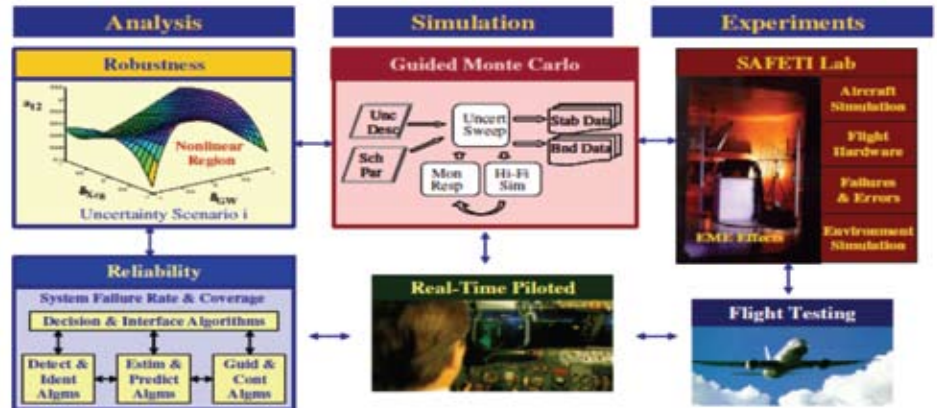 Analysis
Robustness
a12
Nonlinear
Region
Uncertainty Scenario i
Reliability
System Failure Rate & Coverage
Decision & Interface Algorithms
Detect &
Ident
Algms
Estim &
Predict
Algms
Guid &
Cont
Algms
Simulation
Guided Monte Carlo
Unc
Desc
Sch
Par
Uncert
Sweep
Mon
Resp
Hi-Fi
Sim
Stab Data
Bnd Data
Real-Time Piloted
Experiments
SAFETI Lab
EME Effects
Aircraft
Simulation
Flight
Hardware
Failures
& Errors
Environment
Simulation
Flight Testing